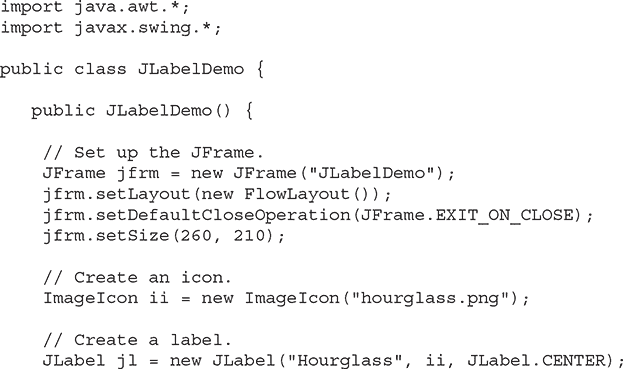 import java.awt.*;
import javax.swing.*;

public class JLabelDemo {

   public JLabelDemo() {

    // Set up the JFrame.
    JFrame jfrm = new JFrame("JLabelDemo");
    jfrm.setLayout(new FlowLayout());
    jfrm.setDefaultCloseOperation(JFrame.EXIT_ON_CLOSE);
    jfrm.setSize(260, 210);

    // Create an icon.
    ImageIcon ii = new ImageIcon("hourglass.png");

    // Create a label.
    JLabel jl = new JLabel("Hourglass", ii, JLabel.CENTER);